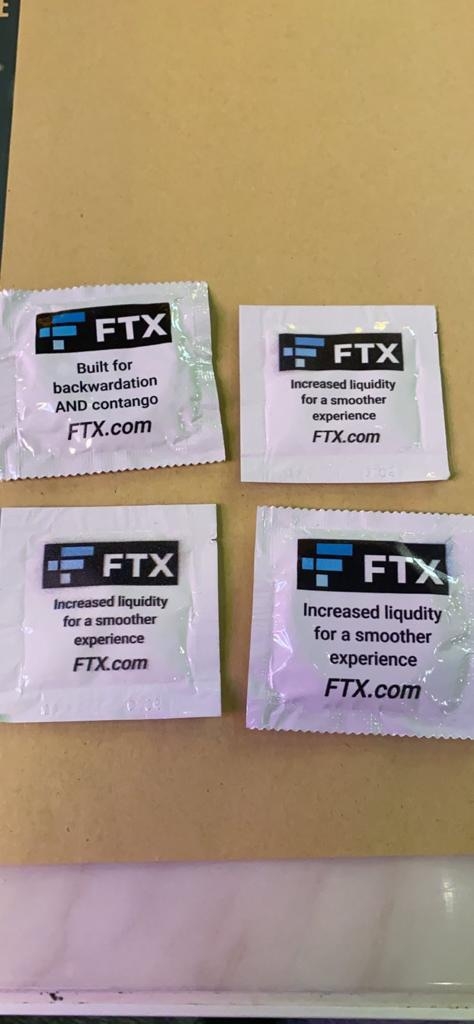 FTX
Built for
backwardation
AND contango
FTX.com
FTX
Increased liquidity
for a smoother
experience
FTX.com
FTX
Increased liquidity
for a smoother
experience
FTX.com
FTX
Increased liqudity
for a smoother
experience
FTX.com